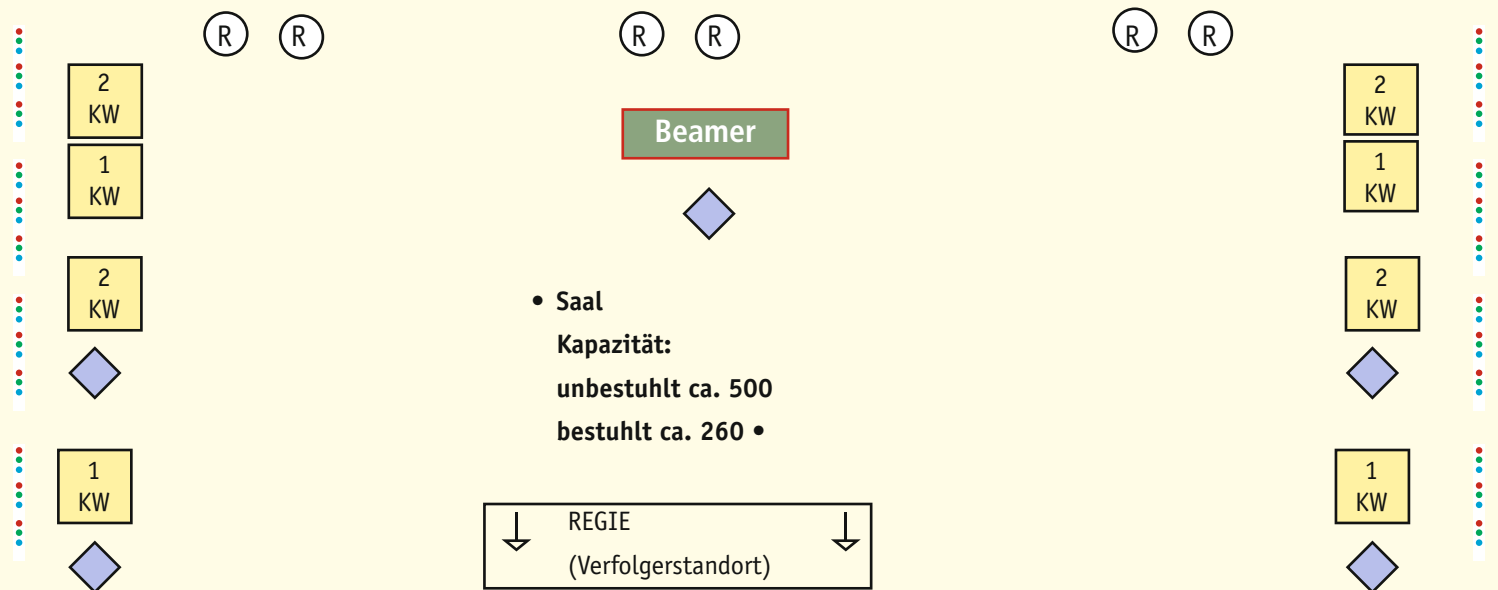 R R R R R R
2
KW
2
KW
Beamer
1
KW
1
KW
2
KW
2
KW
• Saal
Kapazität:
unbestuhlt ca. 500
bestuhlt ca. 260 •
1
KW
1
KW
REGIE
(Verfolgerstandort)